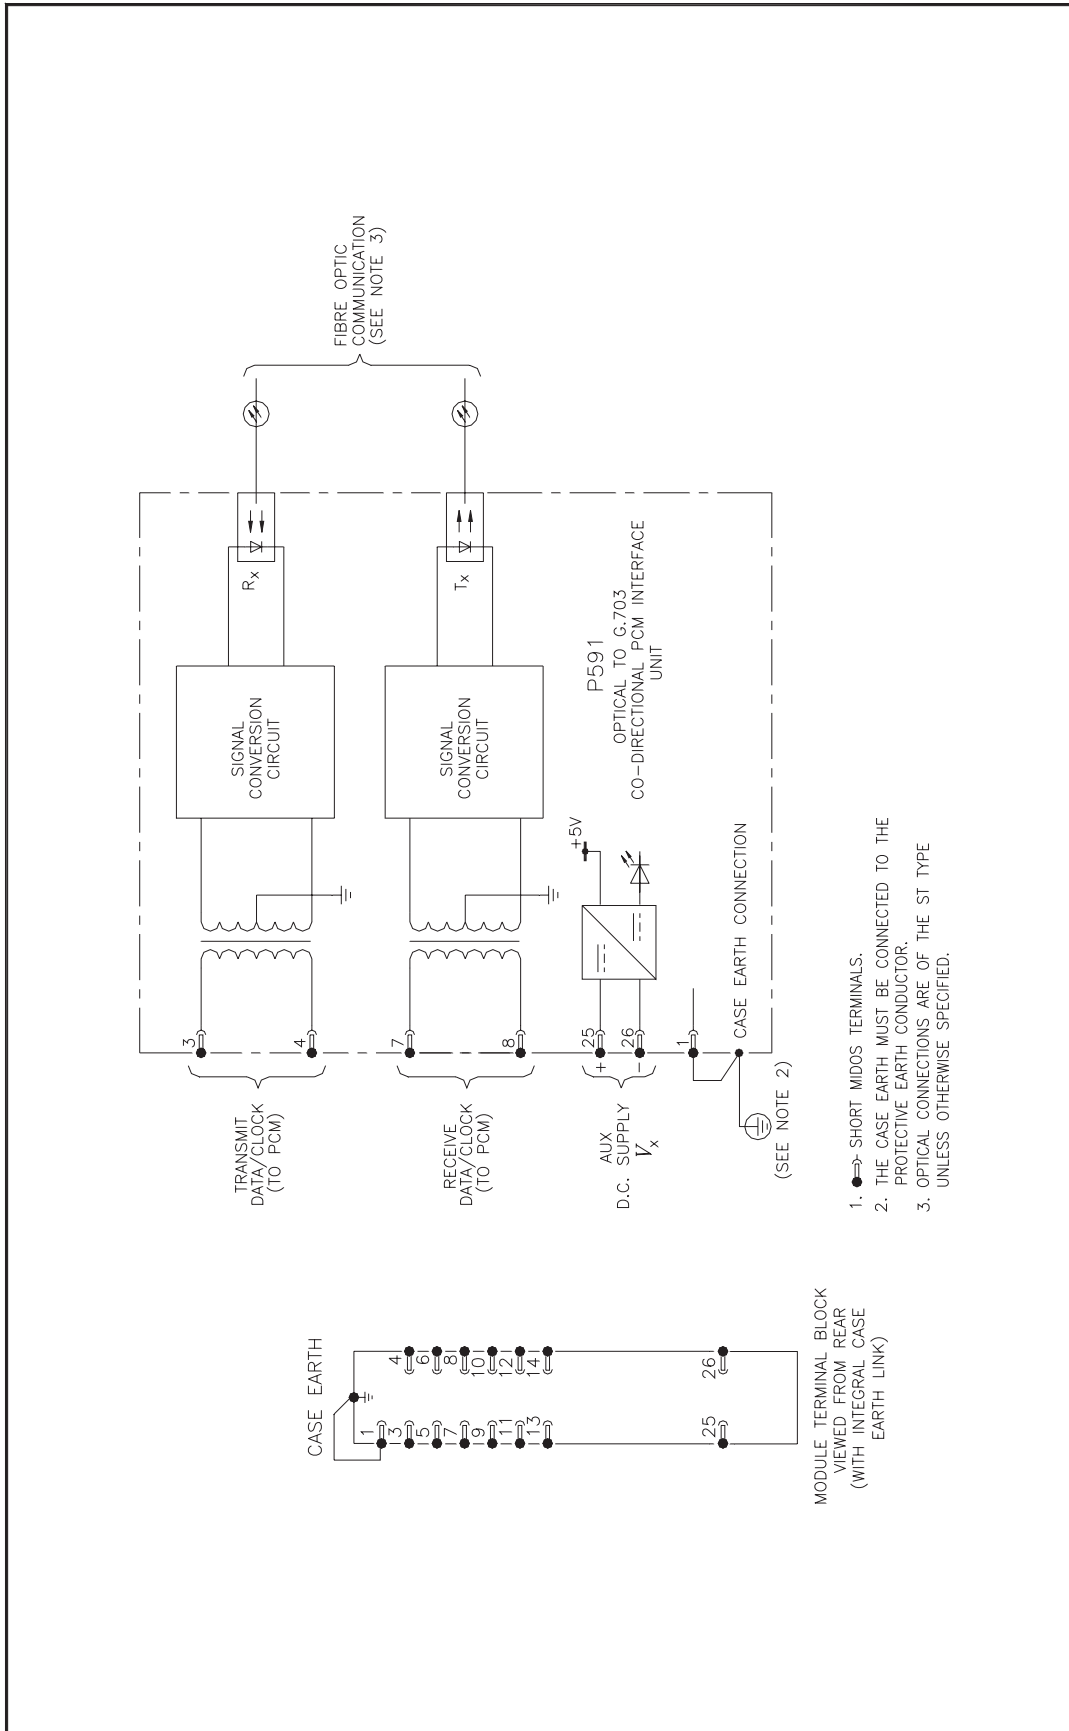 FIBRE OPTIC
COMMUNICATION
(SEE NOTE 3)
Rx
Tx
SIGNAL
CONVERSION
CIRCUIT
SIGNAL
CONVERSION
CIRCUIT
P591
OPTICAL TO G.703
CO-DIRECTIONAL PCM INTERFACE
UNIT
+5V
CASE EARTH CONNECTION
3
4
7
8
25
26
1
+
-
TRANSMIT
DATA/CLOCK
(TO PCM)
RECEIVE
DATA/CLOCK
(TO PCM)
AUX
D.C. SUPPLY
Vx
(SEE NOTE 2)
1. SHORT MIDOS TERMINALS.
2. THE CASE EARTH MUST BE CONNECTED TO THE
PROTECTIVE EARTH CONDUCTOR.
3. OPTICAL CONNECTIONS ARE OF THE ST TYPE
UNLESS OTHERWISE SPECIFIED.
CASE EARTH
1
3
4
5
6
7
8
9
10
11
12
13
14
25
26
MODULE TERMINAL BLOCK
VIEWED FROM REAR
(WITH INTEGRAL CASE
EARTH LINK)